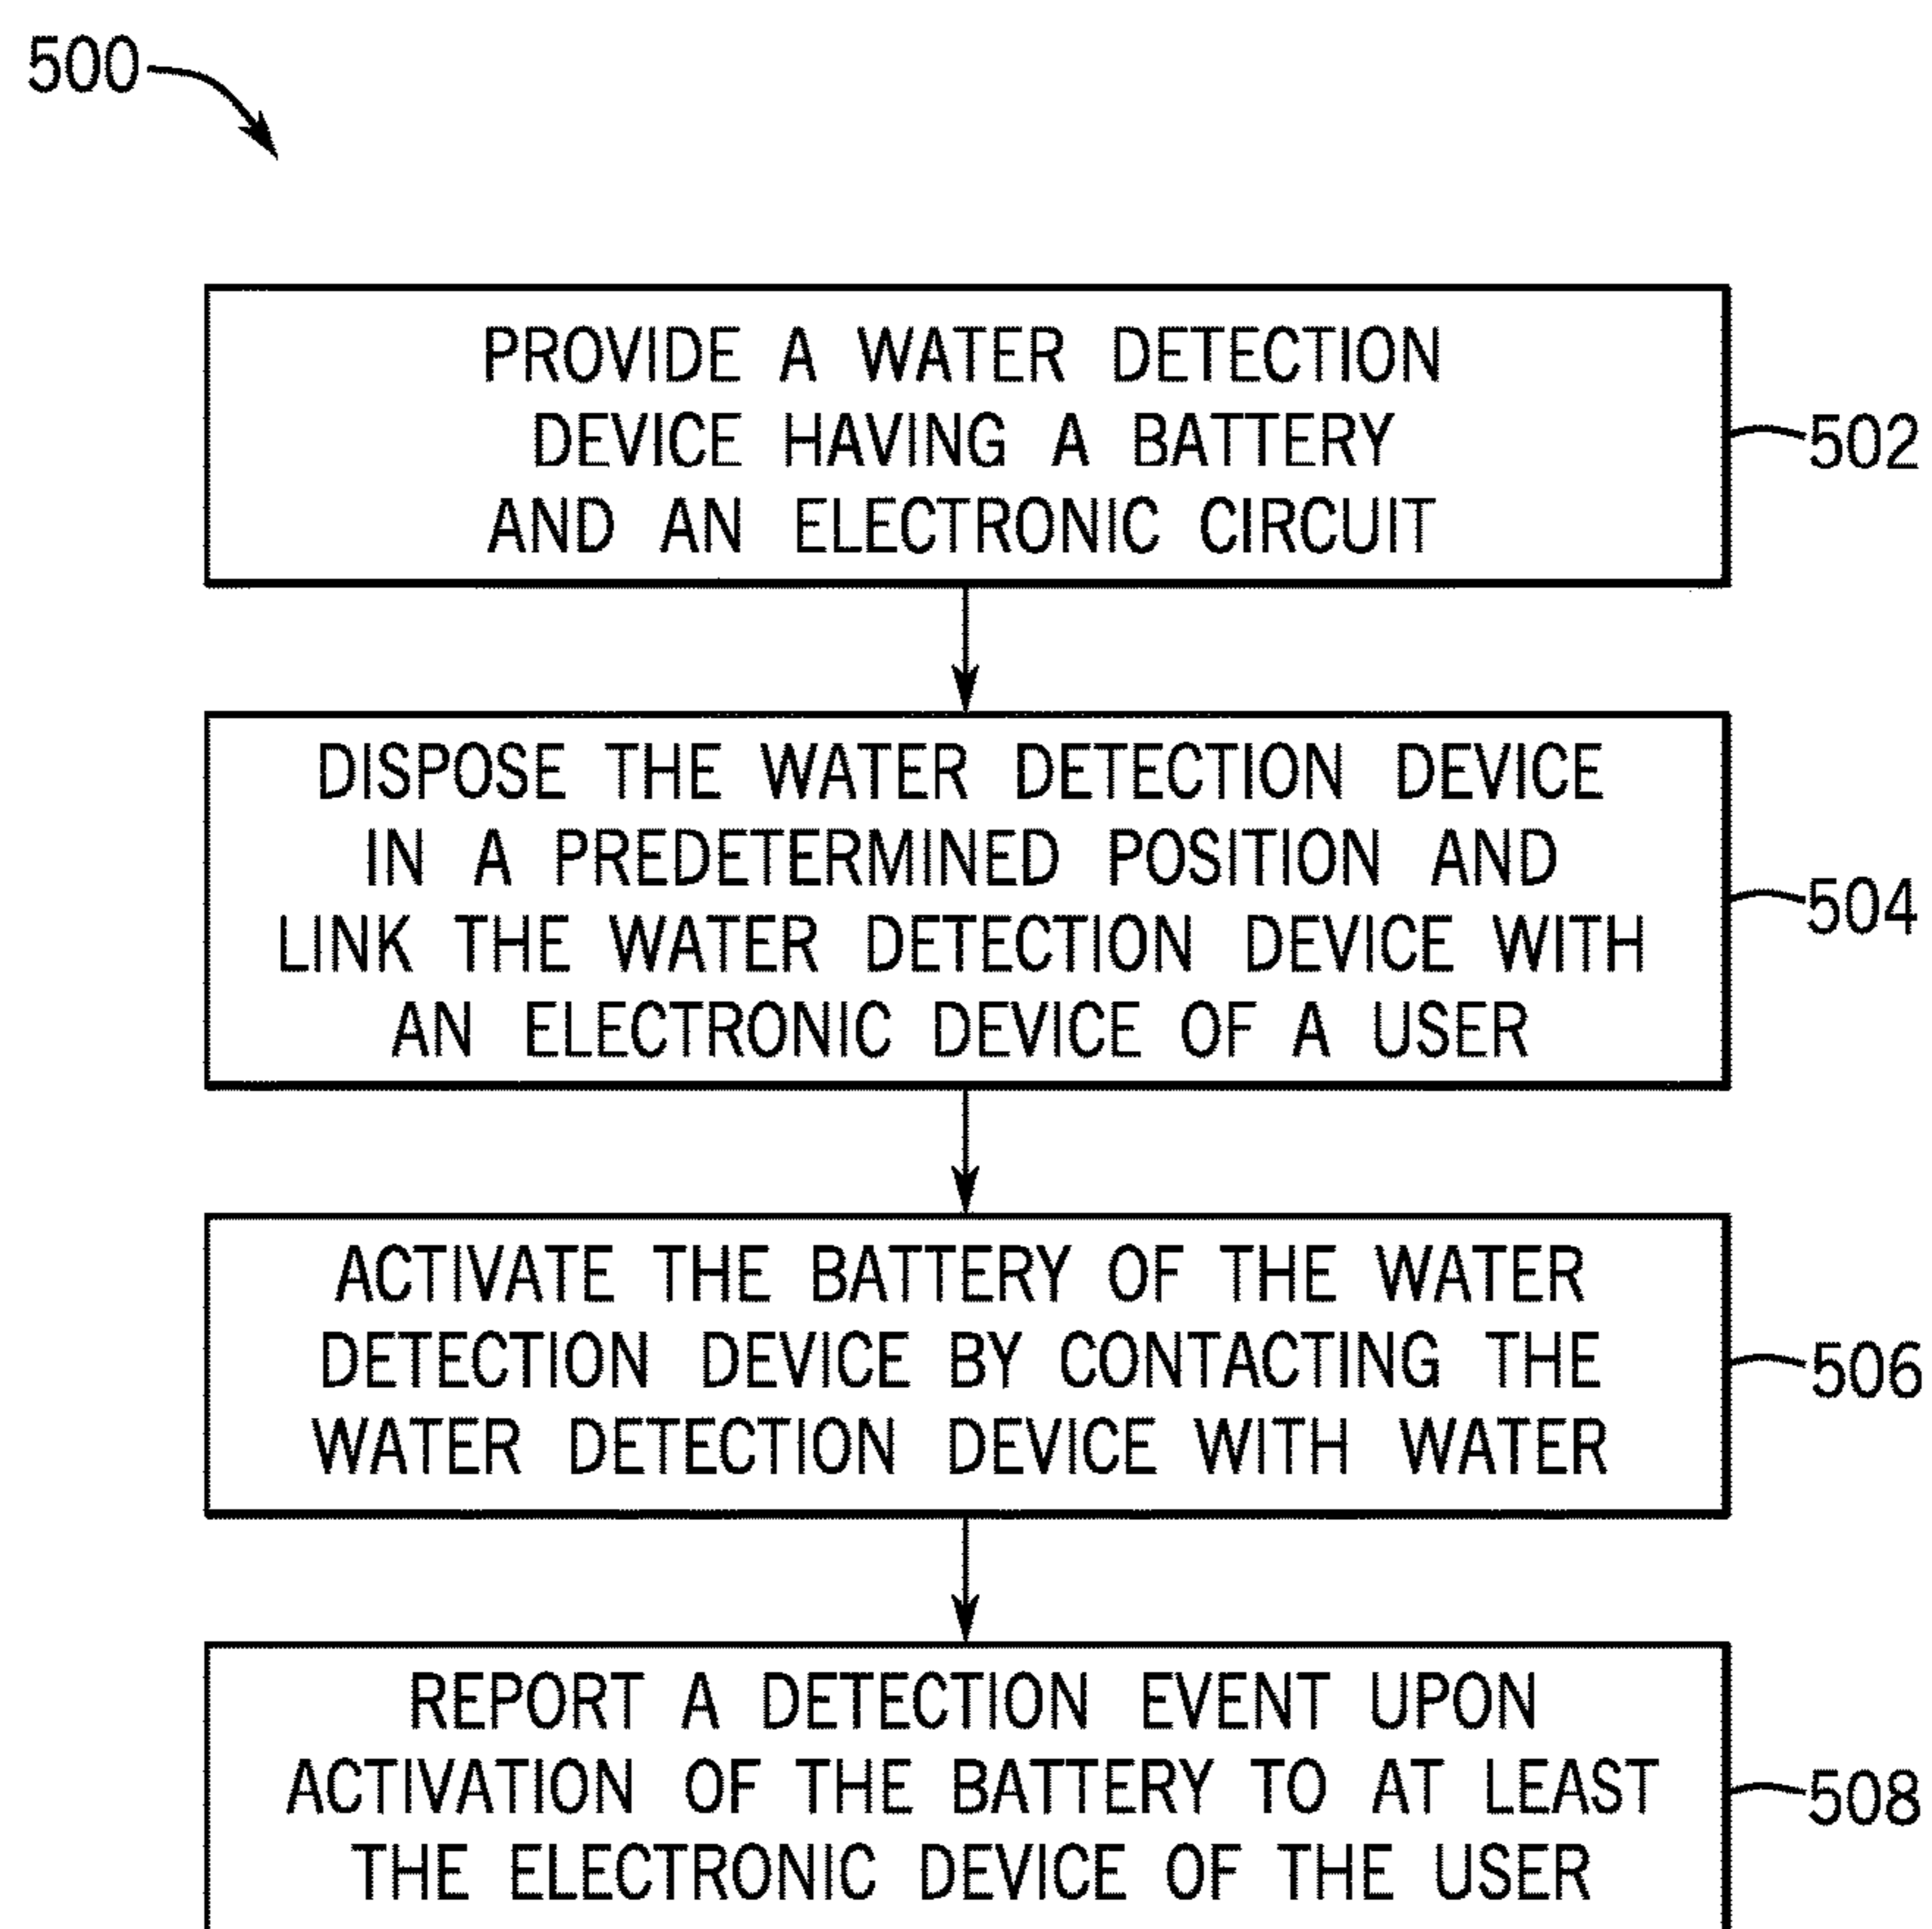 500
PROVIDE A WATER DETECTION
DEVICE HAVING A BATTERY
AND AN ELECTRONIC CIRCUIT
502
DISPOSE THE WATER DETECTION DEVICE
IN A PREDETERMINED POSITION AND
LINK THE WATER DETECTION DEVICE WITH
AN ELECTRONIC DEVICE OF A USER
504
ACTIVATE THE BATTERY OF THE WATER
DETECTION DEVICE BY CONTACTING THE
WATER DETECTION DEVICE WITH WATER
506
REPORT A DETECTION EVENT UPON
ACTIVATION OF THE BATTERY TO AT LEAST
THE ELECTRONIC DEVICE OF THE USER
508